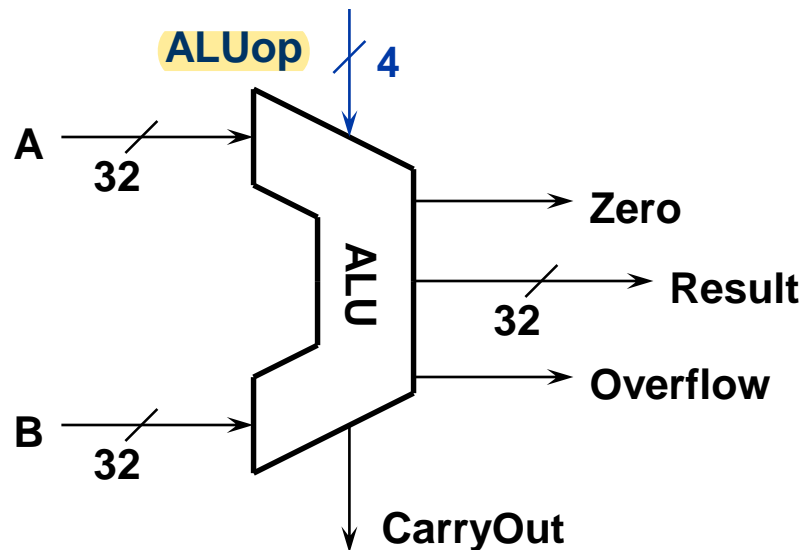 ALUop
4
A
32
Zero
ALU
Result
32
Overflow
B
32
CarryOut